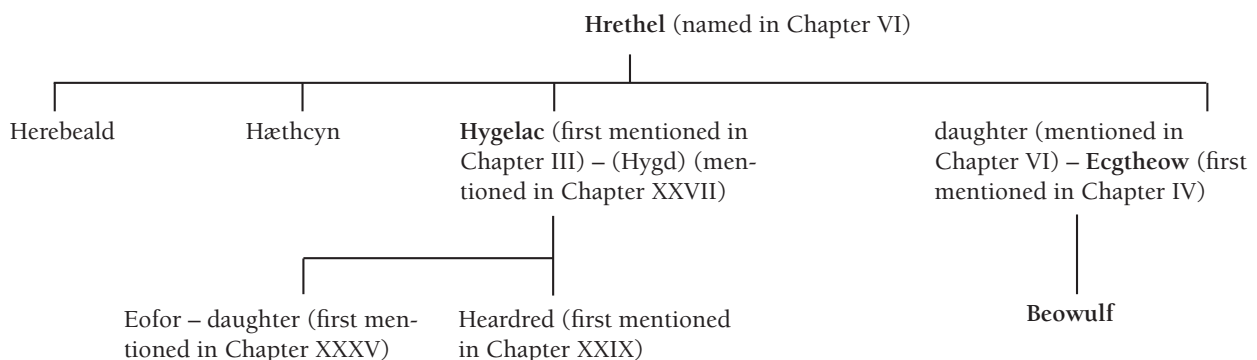 Hrethel (named in Chapter VI)
Herebeald
Hæthcyn
Hygelac (first mentioned in
Chapter III) – (Hygd) (men-
tioned in Chapter XXVII)
daughter (mentioned in
Chapter VI) – Ecgtheow (first
mentioned in Chapter IV)
Eofor – daughter (first men-
tioned in Chapter XXXV)
Heardred (first mentioned
in Chapter XXIX)
Beowulf